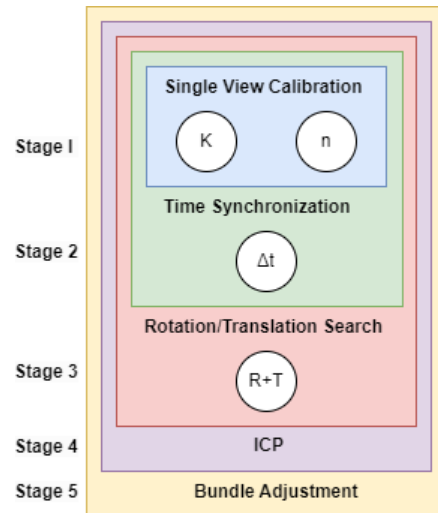 Single View Calibration
Stage I
K
n
Time Synchronization
Stage 2
Δt
Rotation/Translation Search
Stage 3
R+T
Stage 4
ICP
Stage 5
Bundle Adjustment